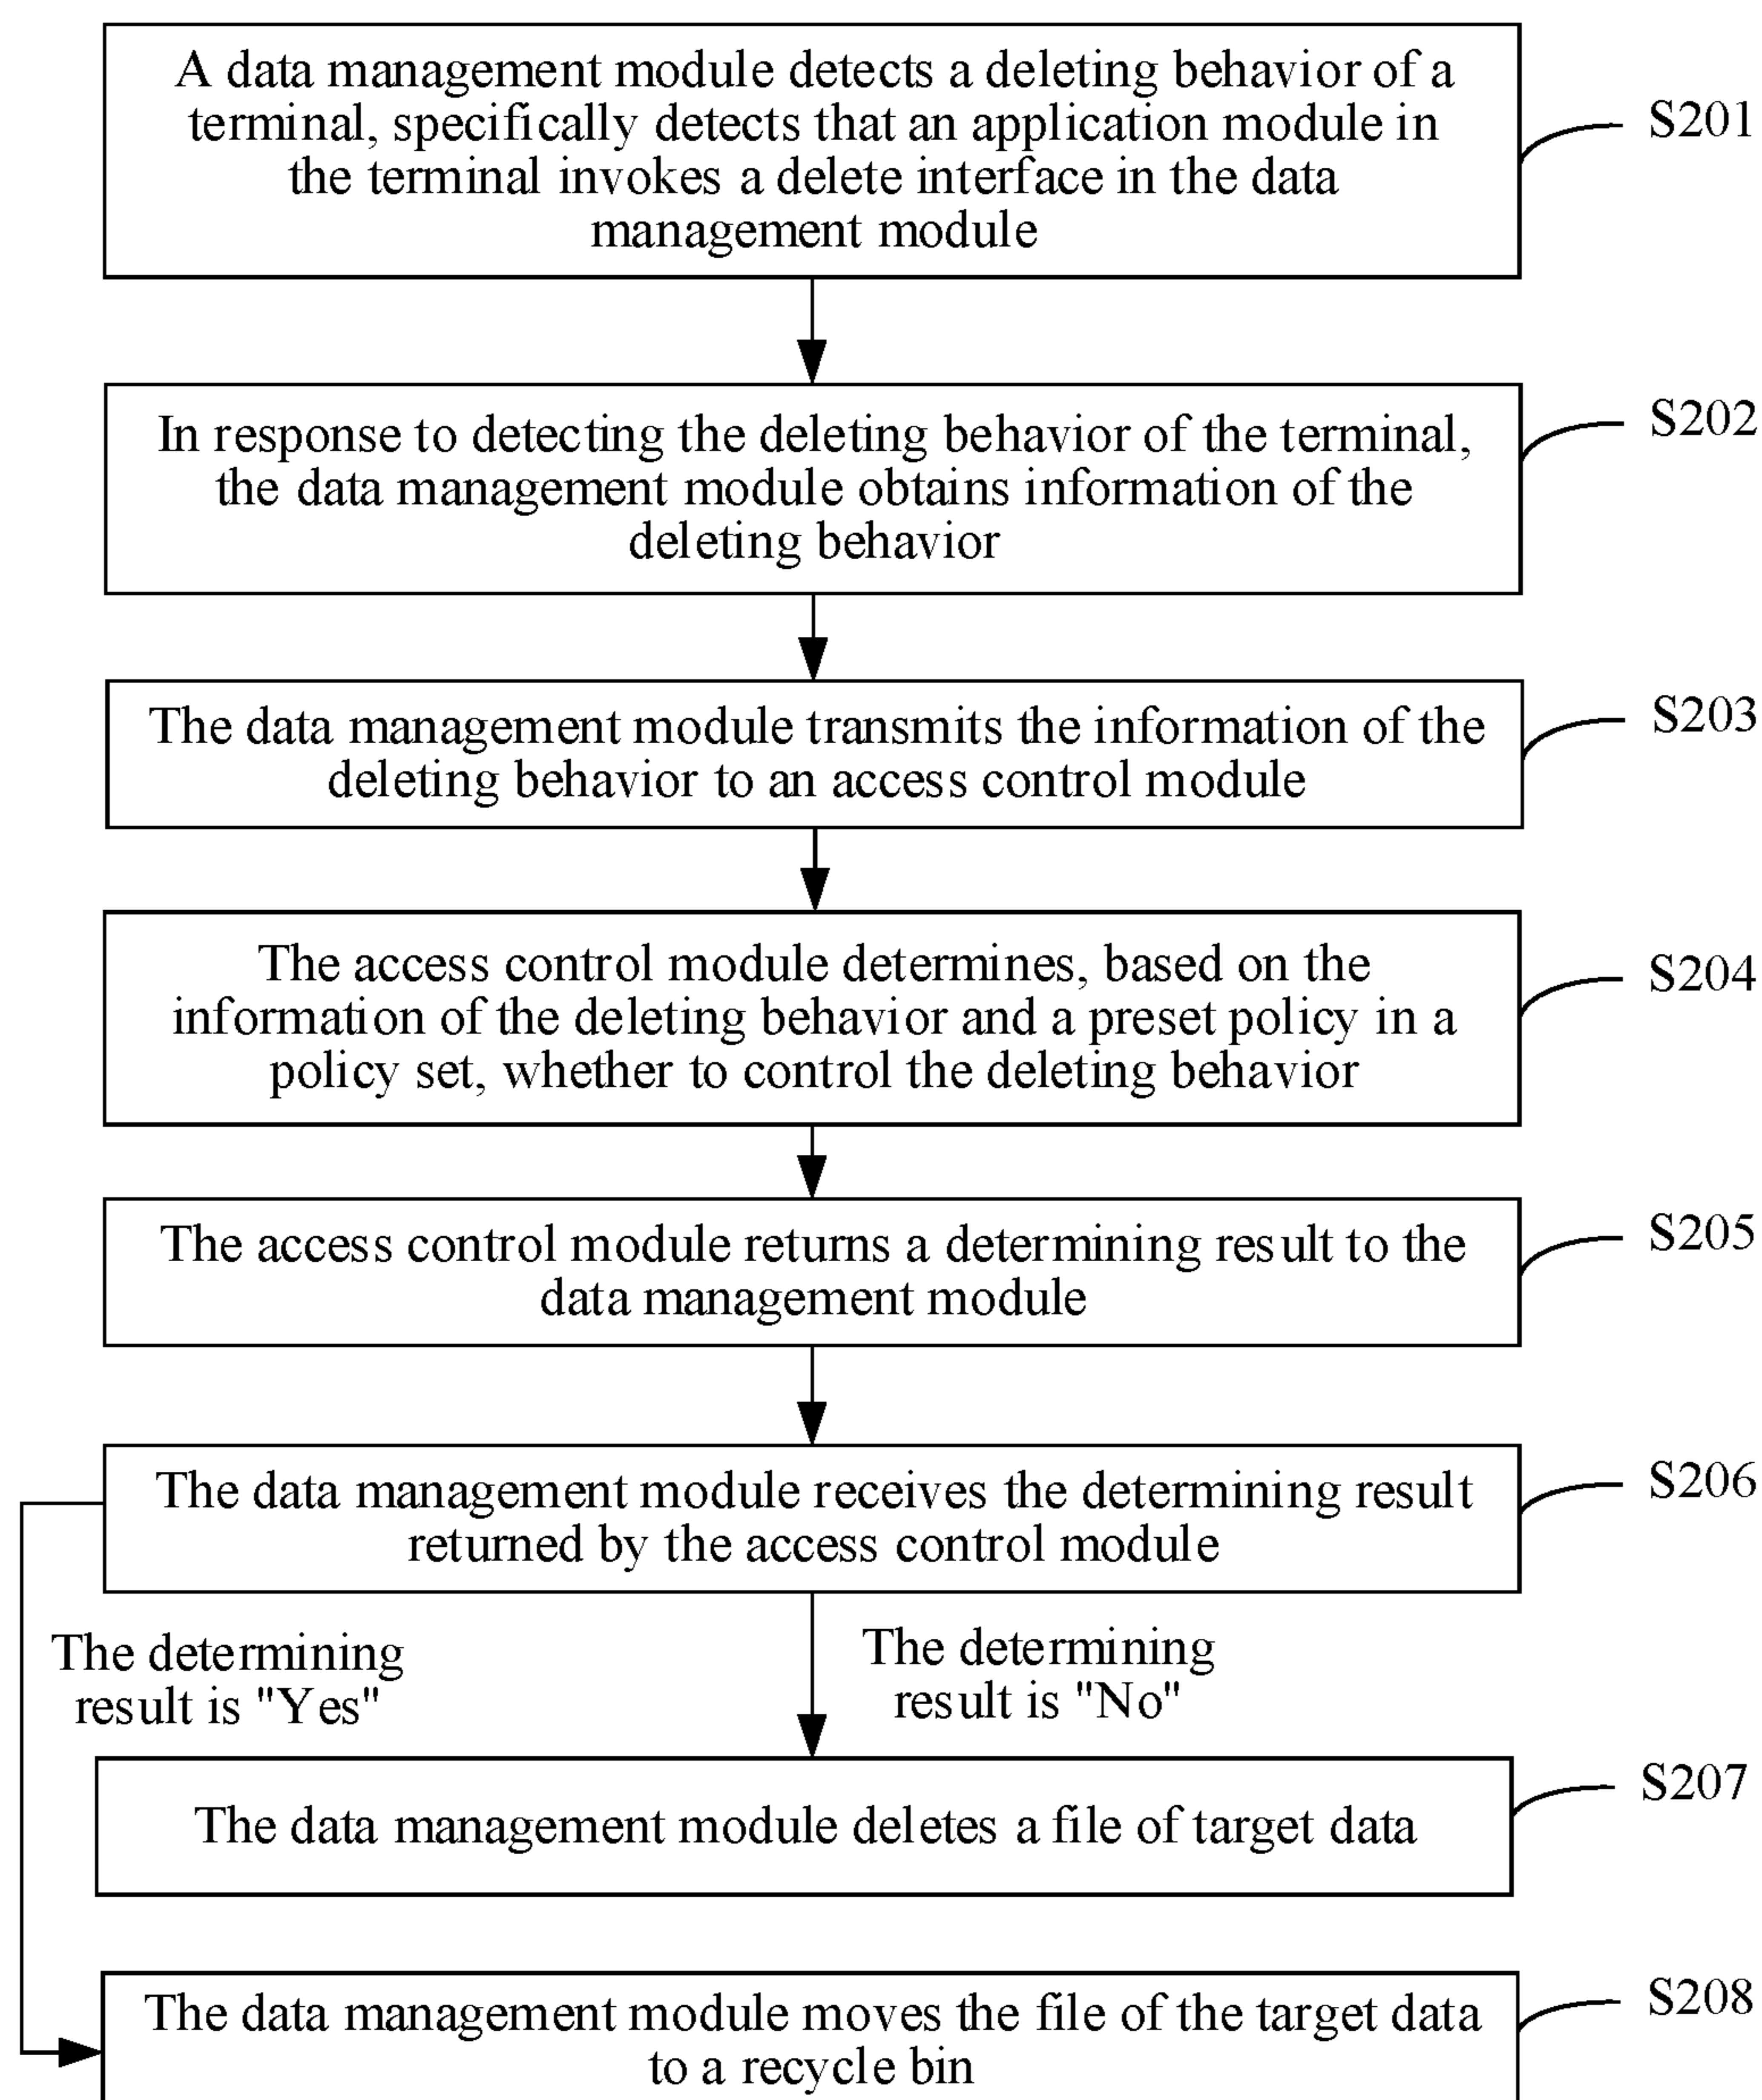 A data management module detects a deleting behavior of a
terminal, specifically detects that an application module in
the terminal invokes a delete interface in the data
management module
S201
In response to detecting the deleting behavior of the terminal,
the data management module obtains information of the
deleting behavior
S202
The data management module transmits the information of the
deleting behavior to an access control module
S203
The access control module determines, based on the
information of the deleting behavior and a preset policy in a
policy set, whether to control the deleting behavior
S204
The access control module returns a determining result to the
data management module
S205
The data management module receives the determining result
returned by the access control module
S206
The determining
result is "Yes"
The determining
result is "No"
The data management module deletes a file of target data
S207
The data management module moves the file of the target data
to a recycle bin
S208